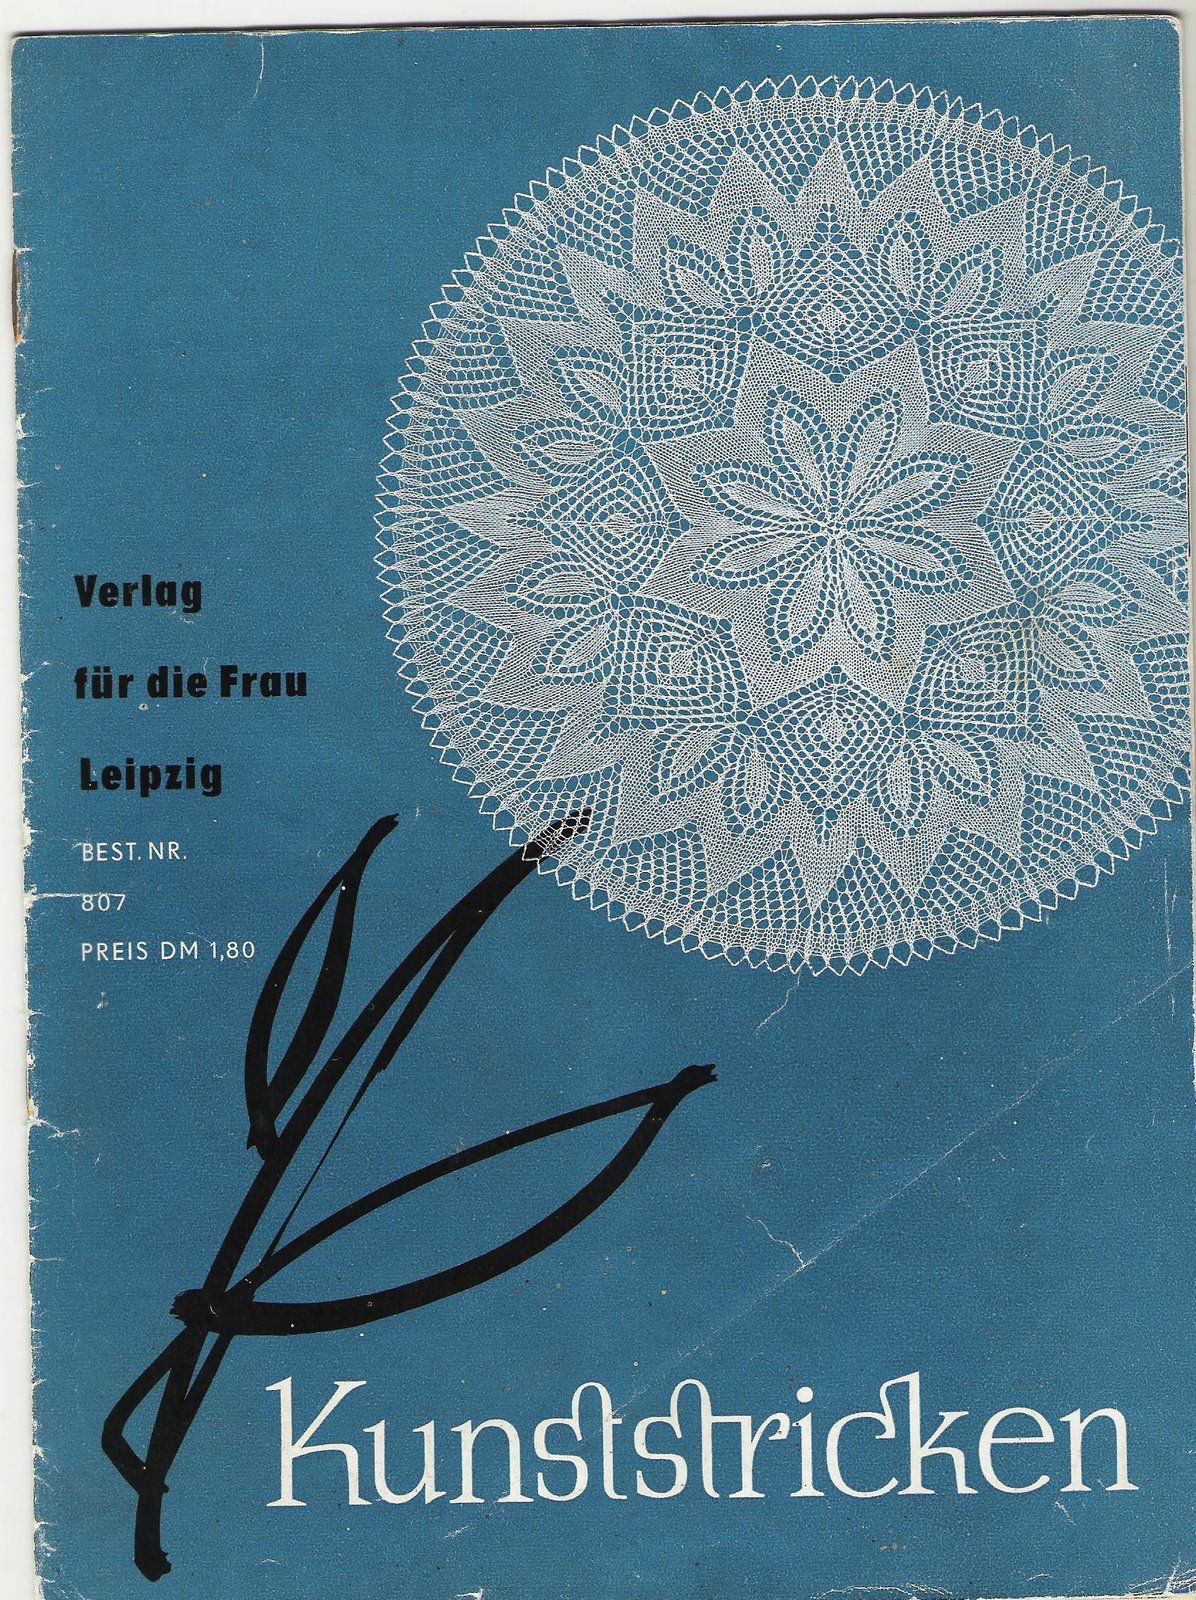 Verlag
für die Frau
Leipzig
BEST. NR.
807
PREIS DM 1,80
Kunststricken